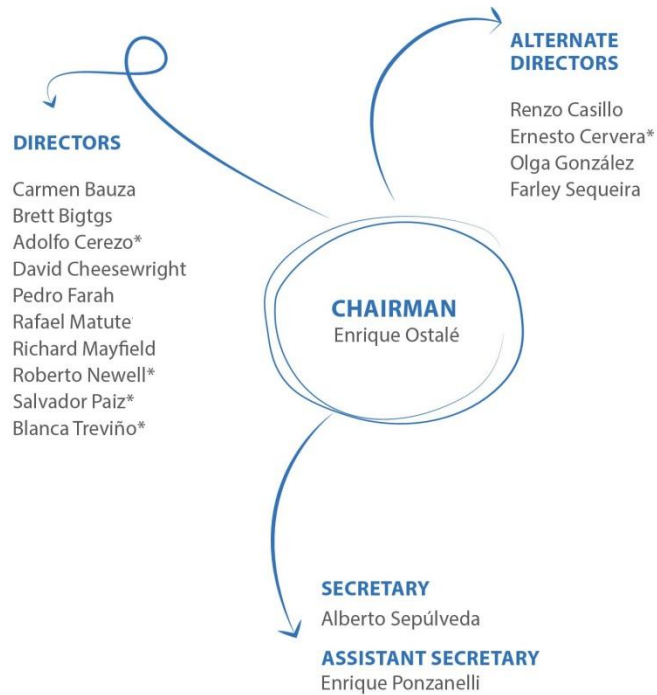 DIRECTORS
Carmen Bauza
Brett Bigtgs
Adolfo Cerezo*
David Cheesewright
Pedro Farah
Rafael Matute
Richard Mayfield
Roberto Newell*
Salvador Paiz*
Blanca Treviño*
ALTERNATE
DIRECTORS
Renzo Casillo
Ernesto Cervera*
Olga González
Farley Sequeira
CHAIRMAN
Enrique Ostalé
SECRETARY
Alberto Sepúlveda
ASSISTANT SECRETARY
Enrique Ponzanelli